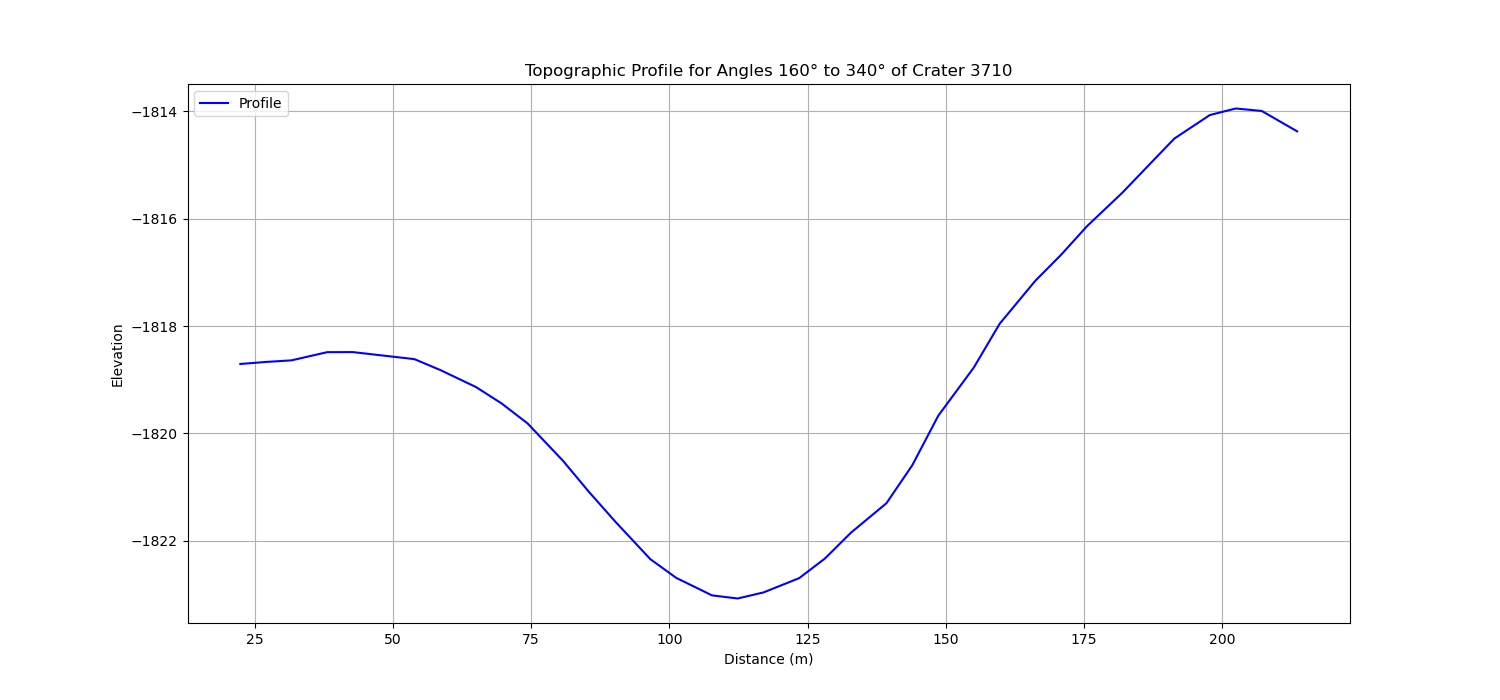 Topographic Profile for Angles 160° to 340° of Crater 3710
Profile
−1814
−1816
−1818
−1820
−1822
Elevation
25 50 75 100 125 150 175 200
Distance (m)